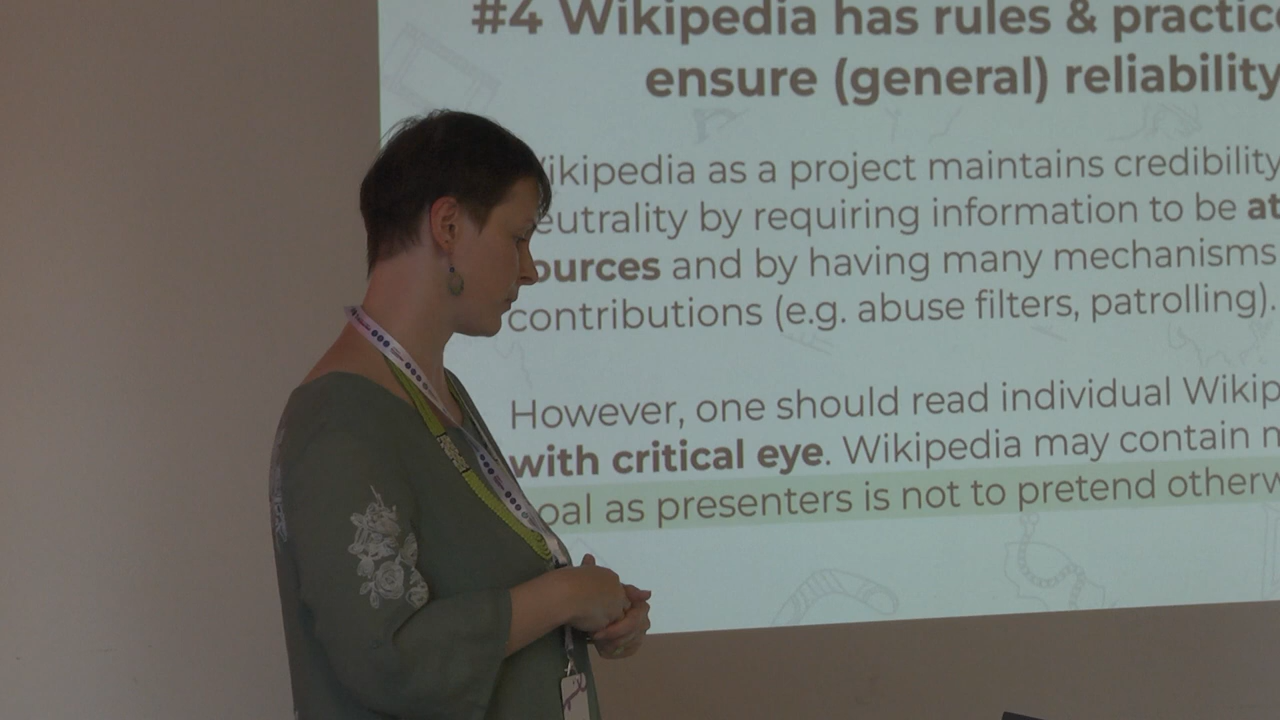 #4 Wikipedia has rules & practic
ensure (general) reliability
ikipedia as a project maintains credibility
eutrality by requiring information to be at
ources and by having many mechanisms
contributions (e.g. abuse filters, patrolling).
However, one should read individual Wikip
with critical eye. Wikipedia may contain
oal as presenters is not to pretend otherw